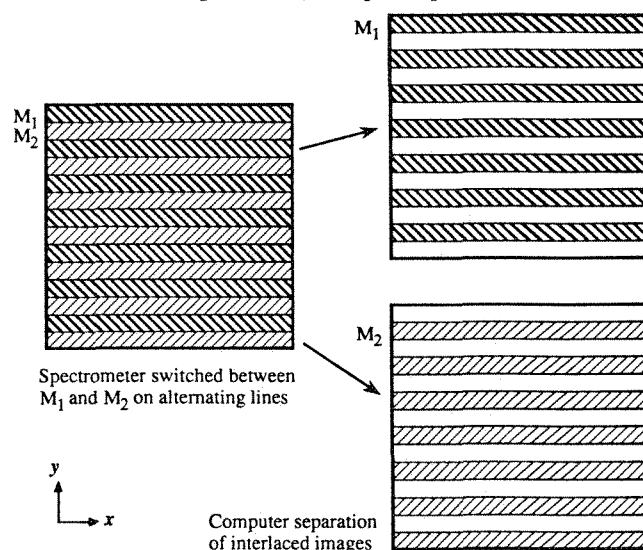 M1
M2
Spectrometer switched between
M1 and M2 on alternating lines
y
x
M1
M2
Computer separation
of interlaced images